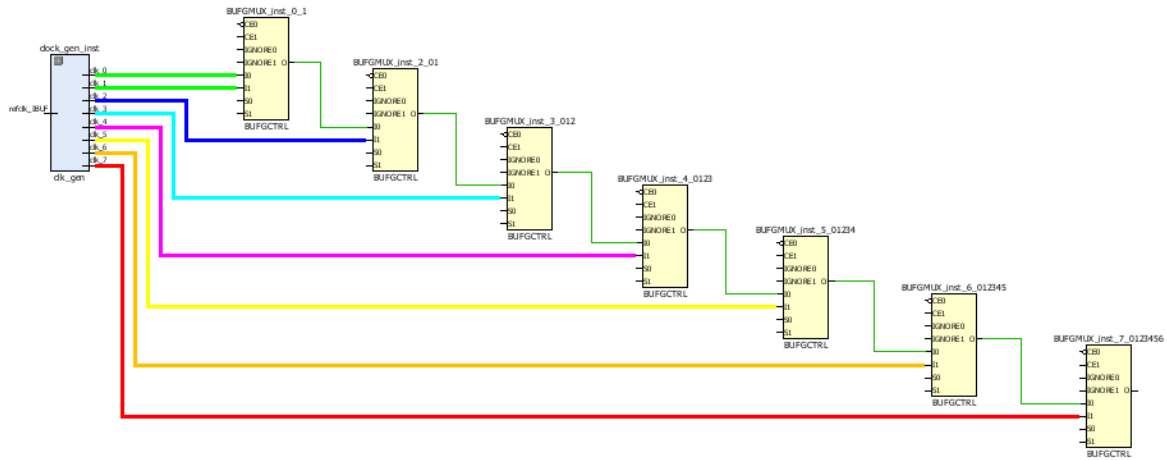 BUFGMUX_inst_0_1
CE0
CE1
IGNORE0
IGNORE1 O
I0
I1
S0
S1
BUFGCTRL
clock_gen_inst
refclk_IBUF
clk_0
clk_1
clk_2
clk_3
clk_4
clk_5
clk_6
clk_7
clk_gen
BUFGMUX_inst_2_01
CE0
CE1
IGNORE0
IGNORE1 O
I0
I1
S0
S1
BUFGCTRL
BUFGMUX_inst_3_012
CE0
CE1
IGNORE0
IGNORE1 O
I0
I1
S0
S1
BUFGCTRL
BUFGMUX_inst_4_0123
CE0
CE1
IGNORE0
IGNORE1 O
I0
I1
S0
S1
BUFGCTRL
BUFGMUX_inst_5_01234
CE0
CE1
IGNORE0
IGNORE1 O
I0
I1
S0
S1
BUFGCTRL
BUFGMUX_inst_6_012345
CE0
CE1
IGNORE0
IGNORE1 O
I0
I1
S0
S1
BUFGCTRL
BUFGMUX_inst_7_0123456
CE0
CE1
IGNORE0
IGNORE1 O
I0
I1
S0
S1
BUFGCTRL